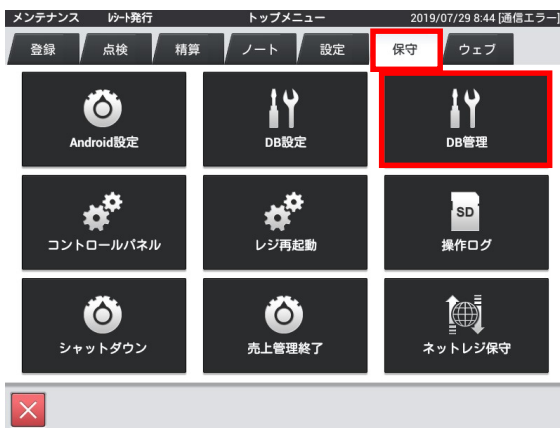 メンテナンス ﾚｼｰﾄ発行 トップメニュー 2019/07/29 8:44 [通信エラー]
登録 点検 精算 ノート 設定 保守 ウェブ
Android設定 DB設定 DB管理
SD
コントロールパネル レジ再起動 操作ログ
シャットダウン 売上管理終了 ネットレジ保守